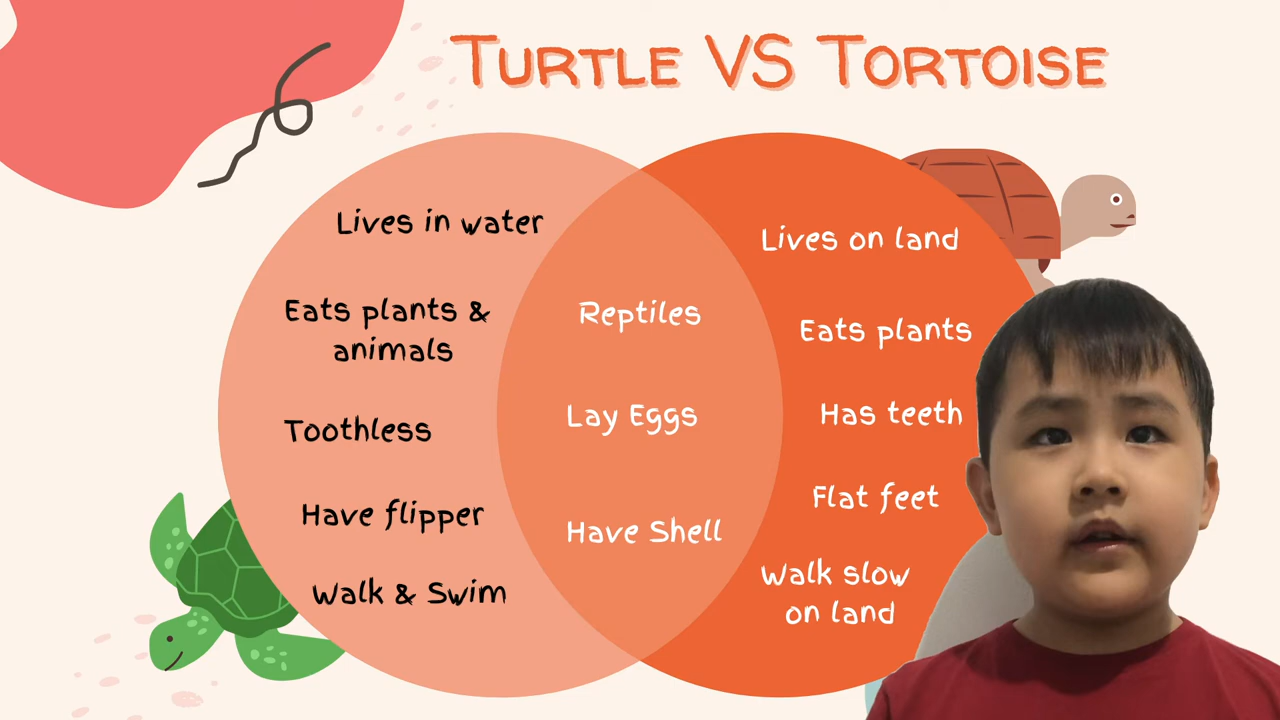 TURTLE VS TORTOISE
Lives in water
Eats plants &
animals
Toothless
Have flipper
Walk & Swim
Reptiles
Lay Eggs
Have Shell
Lives on land
Eats plants
Has teeth
Flat feet
Walk slow
on land